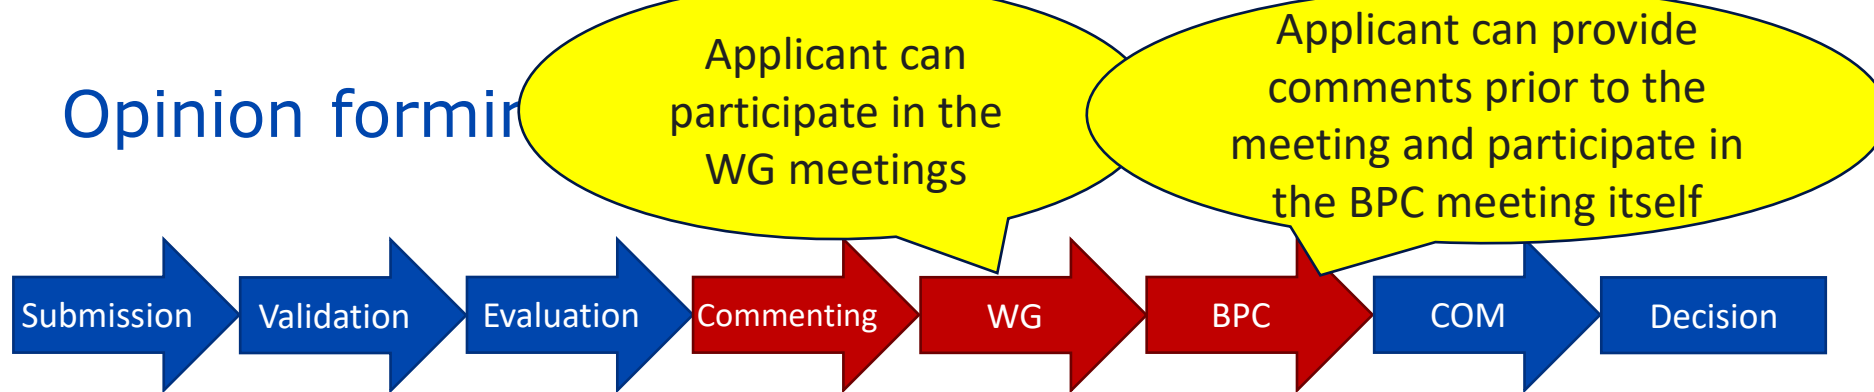 Opinion formin
Applicant can
participate in the
WG meetings
Applicant can provide
comments prior to the
meeting and participate in
the BPC meeting itself
Submission
Validation
Evaluation
Commenting
WG
BPC
COM
Decision